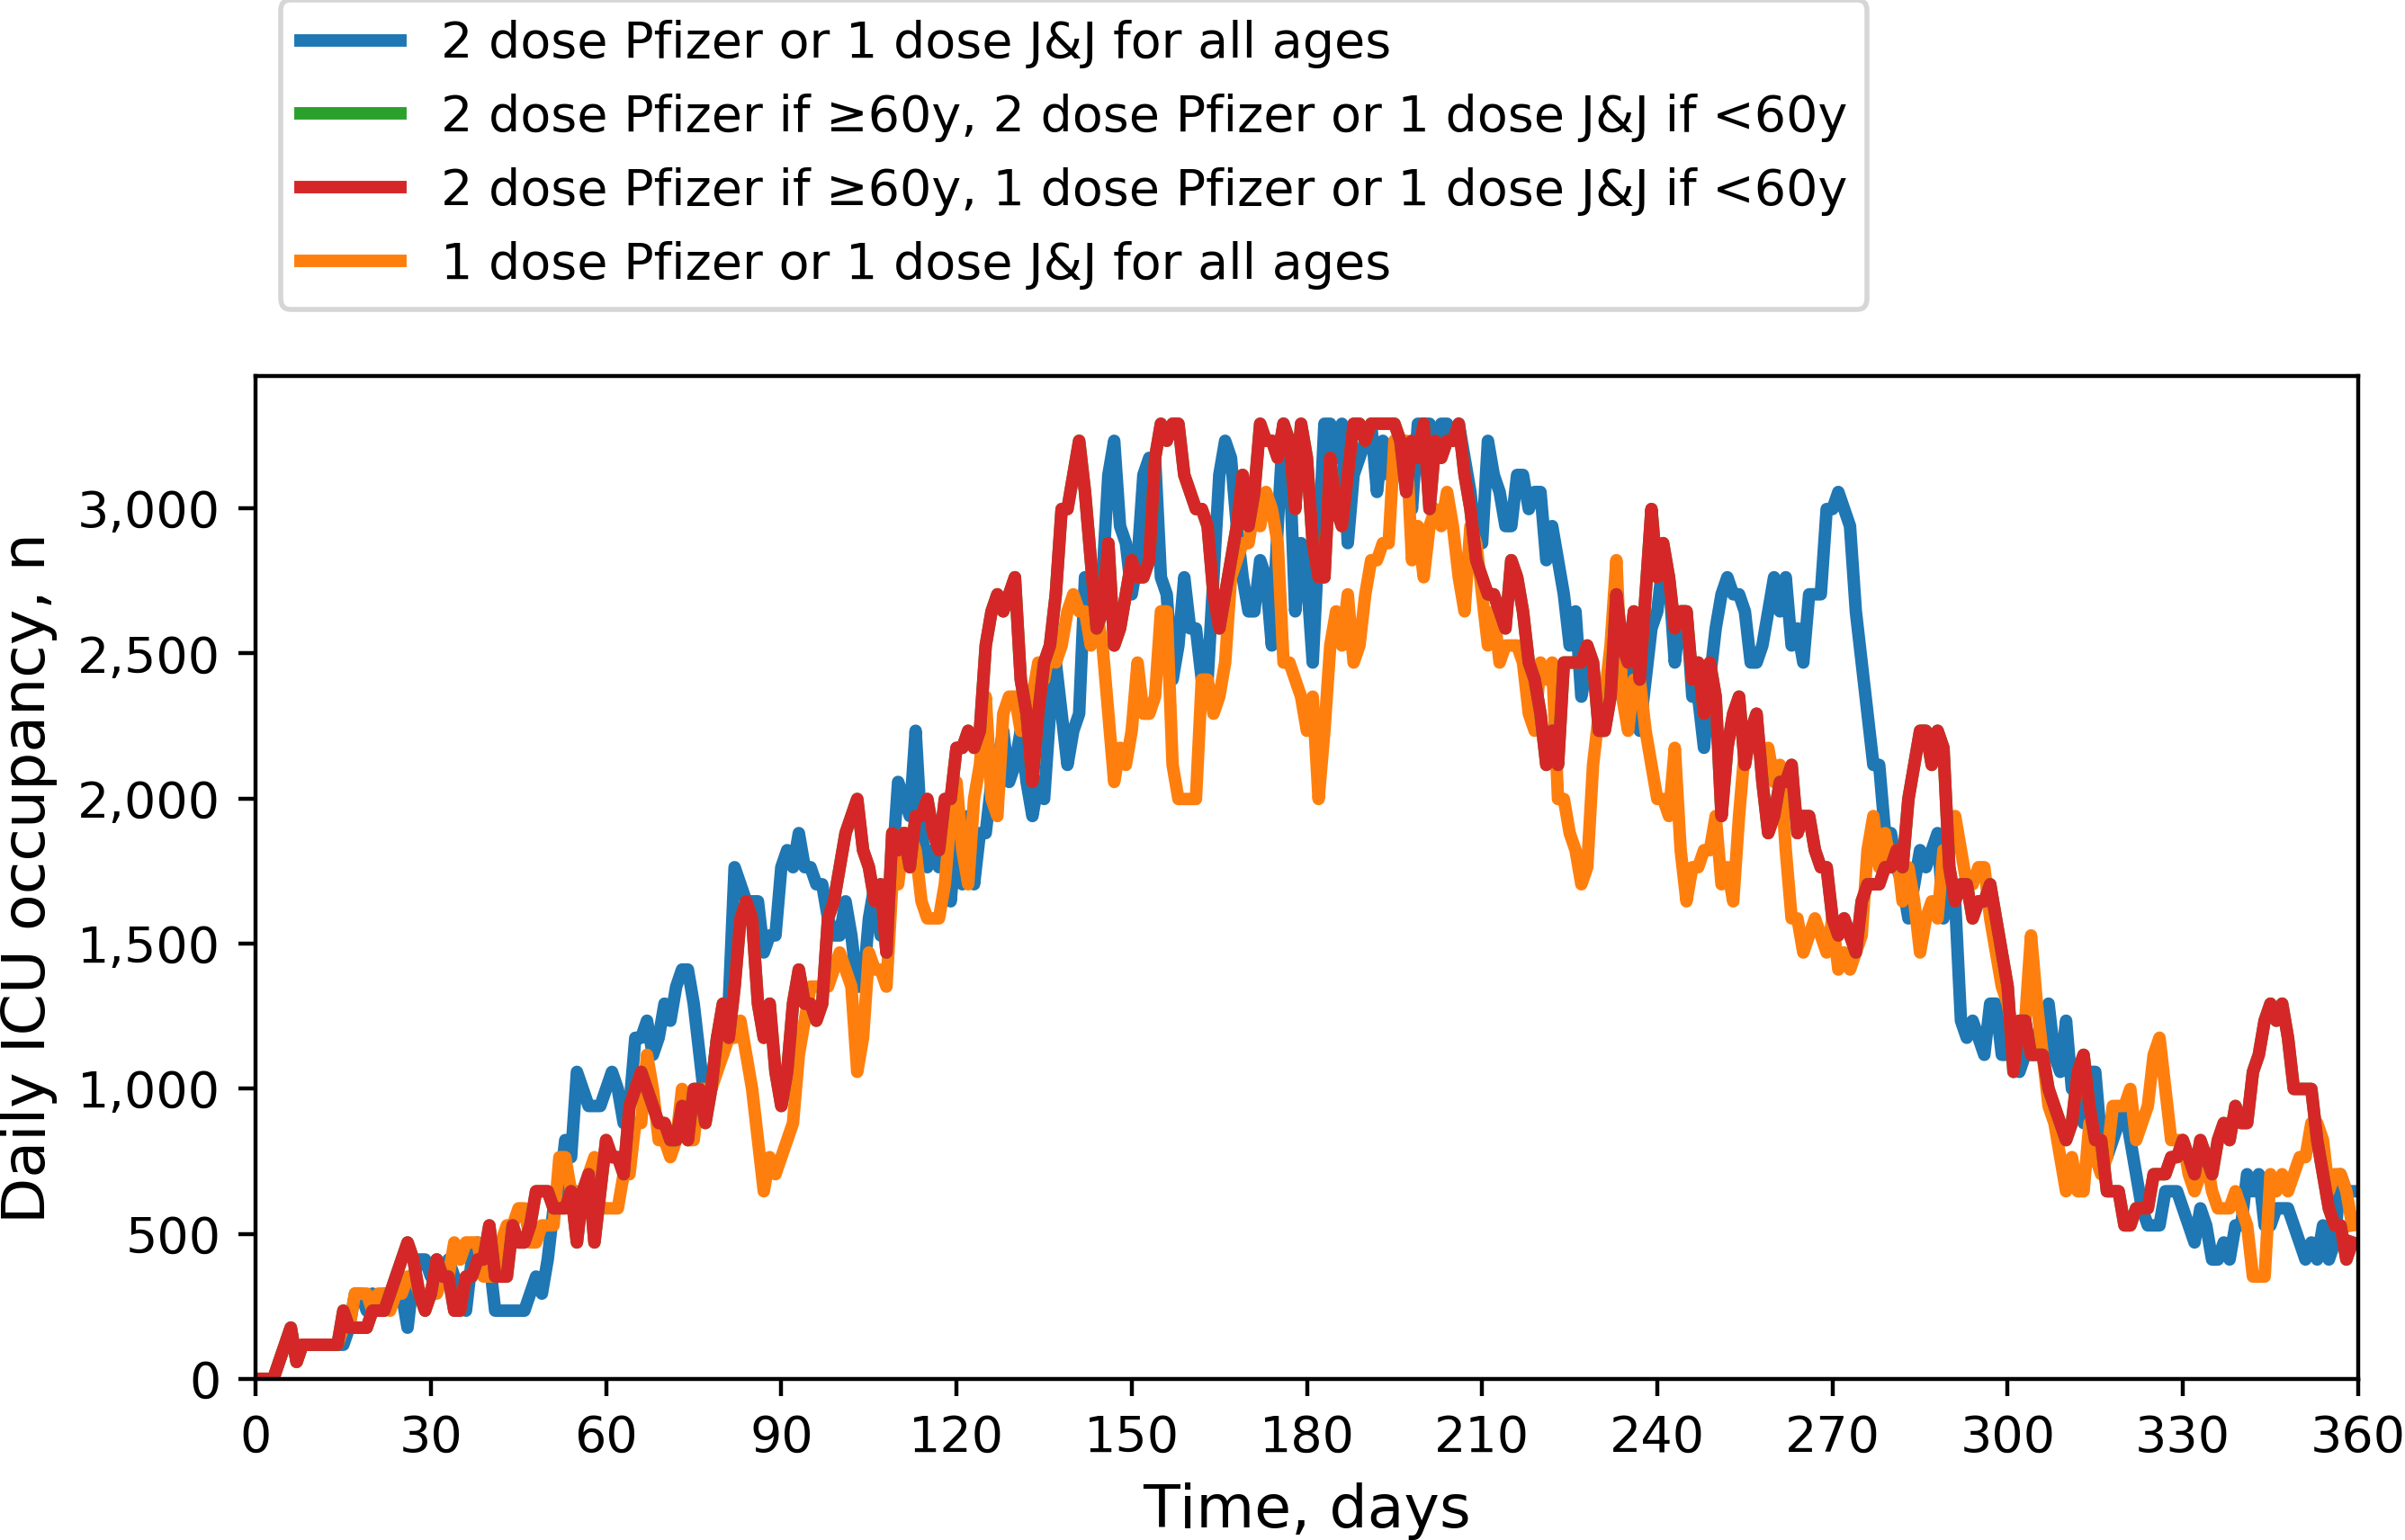 2 dose Pfizer or 1 dose J&J for all ages
2 dose Pfizer if ≥60y, 2 dose Pfizer or 1 dose J&J if <60y
2 dose Pfizer if ≥60y, 1 dose Pfizer or 1 dose J&J if <60y
1 dose Pfizer or 1 dose J&J for all ages
Daily ICU occupancy, n
3,000
2,500
2,000
1,500
1,000
500
0
0 30 60 90 120 150 180 210 240 270 300 330 360
Time, days